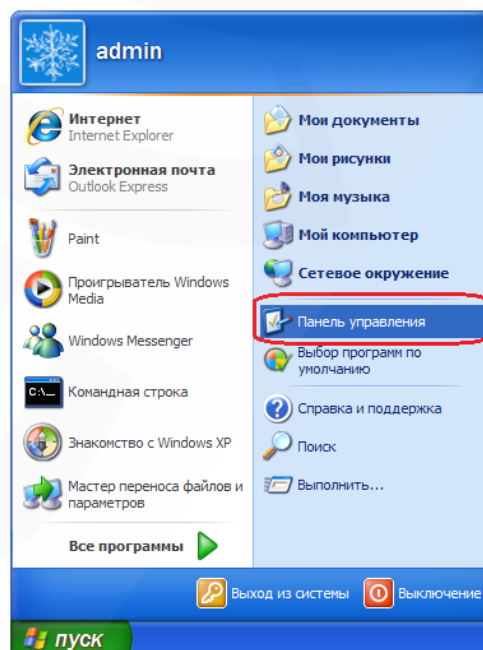 admin
Интернет
Internet Explorer
Электронная почта
Outlook Express
Paint
Проигрыватель Windows
Media
Windows Messenger
C:\_
Командная строка
Знакомство с Windows XP
Мастер переноса файлов и
параметров
Все программы
Мои документы
Мои рисунки
Моя музыка
Мой компьютер
Сетевое окружение
Панель управления
Выбор программ по
умолчанию
Справка и поддержка
Поиск
Выполнить...
Выход из системы
Выключение
пуск